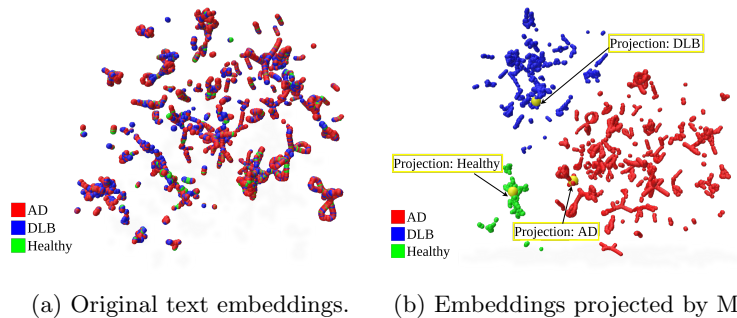 AD
DLB
Healthy
(a) Original text embeddings.
Projection: DLB
Projection: Healthy
Projection: AD
AD
DLB
Healthy
(b) Embeddings projected by M